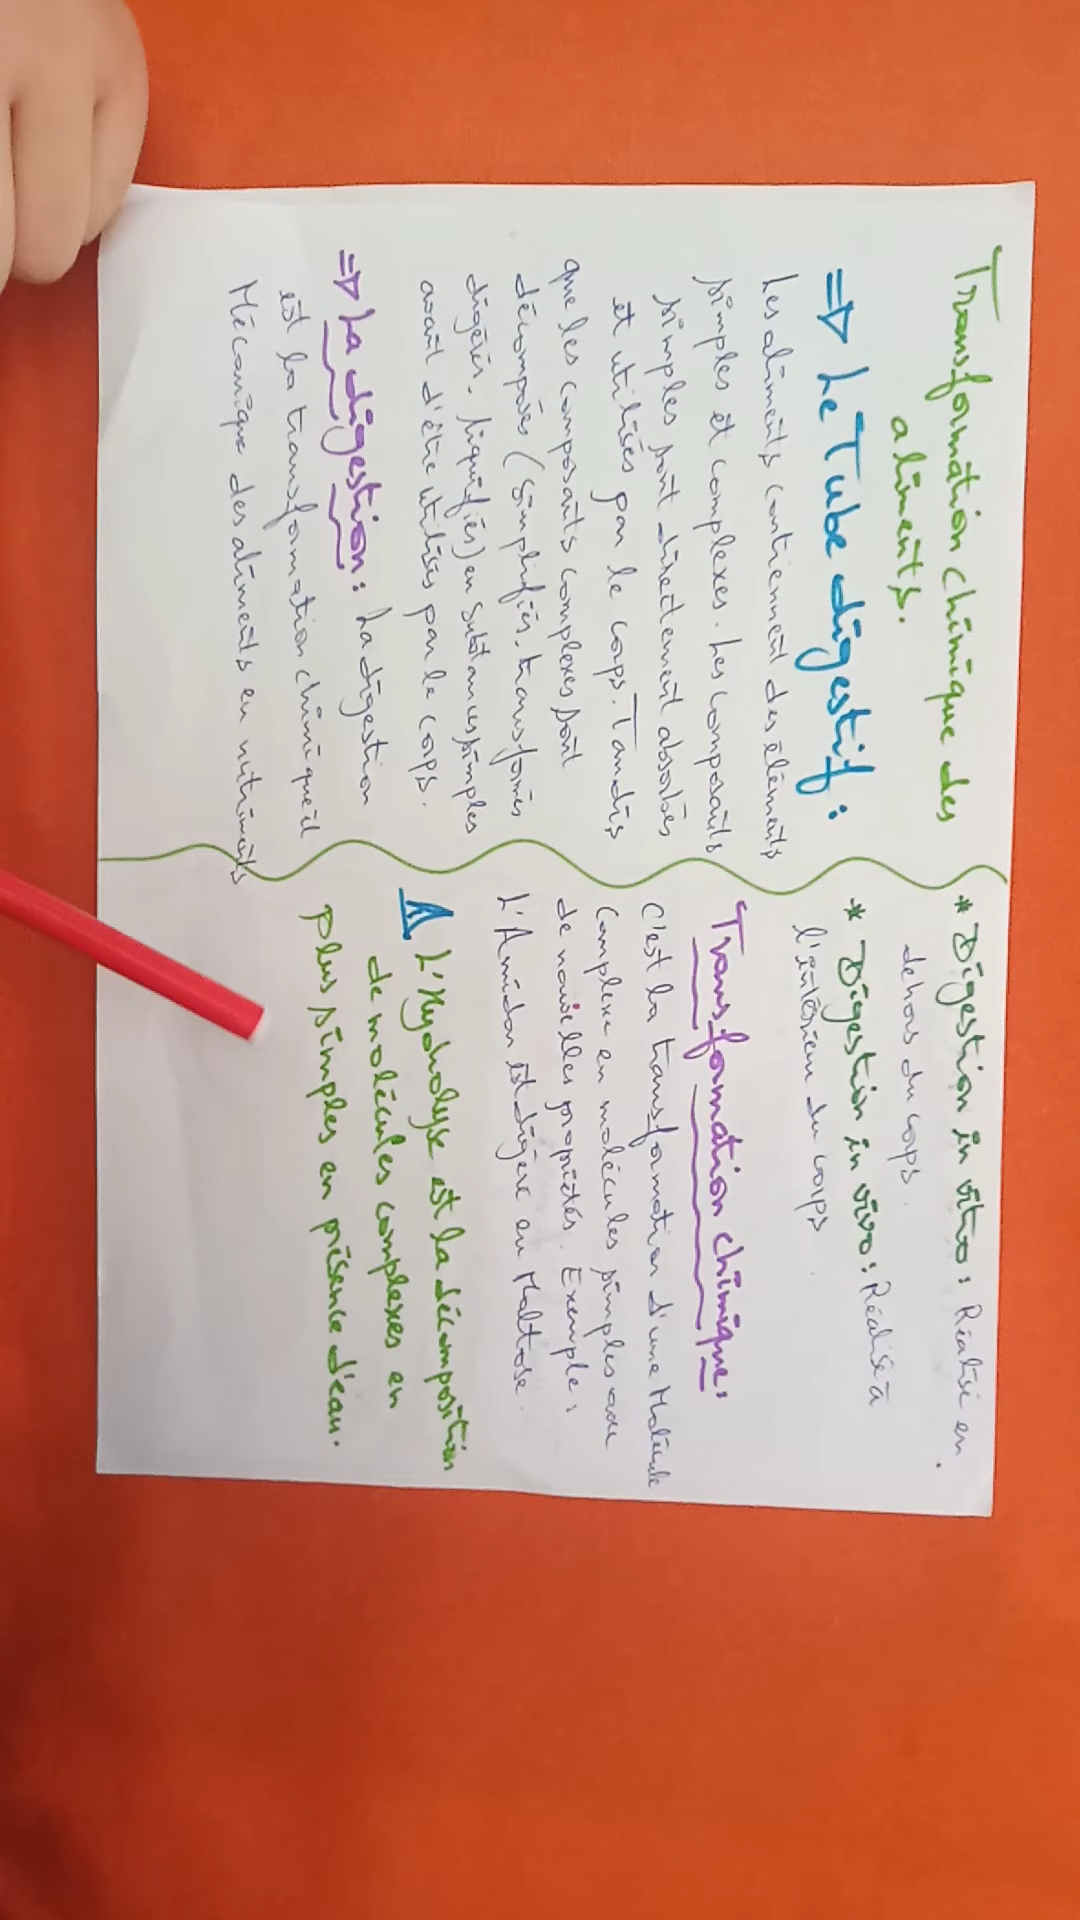 Transformation chimique des
aliments.
=> Le Tube digestif :
Les aliments contiennent des éléments
simples et complexes. Les composants
simples sont directement absorbés
et utilisés par le corps. Tandis
que les composants complexes sont
décomposés (simplifiés, transformés
digérés, liquifiés) en substances simples
avant d'être utilisés par le corps.
=> La digestion : La digestion
est la transformation chimique et
Mécanique des aliments en nutriments
* Digestion in vitro : Réalisé en
dehors du corps.
* Digestion in vivo : Réalisé à
l'intérieur du corps
Transformation chimique :
C'est la transformation d'une Molécule
Complexe en molécules simples avec
de nouvelles propriétés. Exemple :
L'Amidon est digéré en Maltose.
L'Hydrolyse est la décomposition
de molécules complexes en
plus simples en présence d'eau.